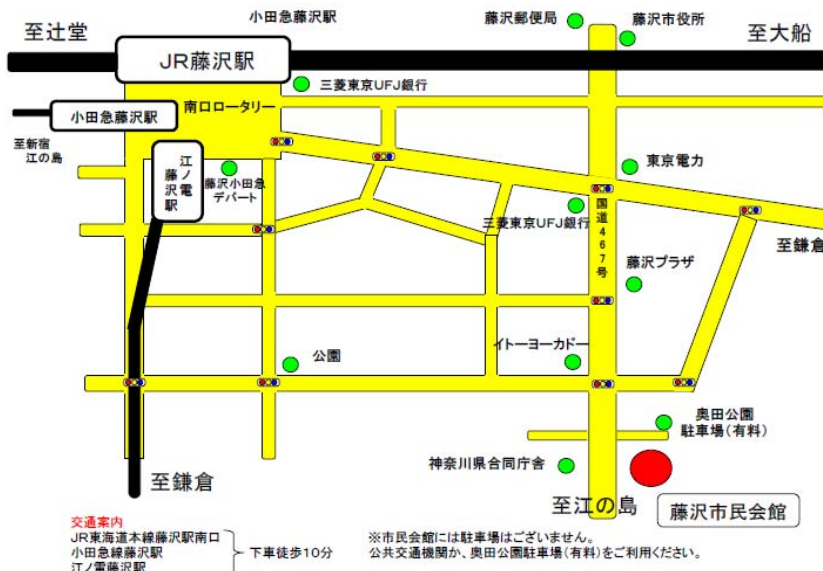 小田急藤沢駅
藤沢郵便局
藤沢市役所
至辻堂
JR藤沢駅
至大船
三菱東京UFJ銀行
南口ロータリー
小田急藤沢駅
至新宿
江の島
江ノ電
藤沢駅
藤沢小田急
デパート
東京電力
国道467号
三菱東京UFJ銀行
至鎌倉
藤沢プラザ
イトーヨーカドー
公園
奥田公園
駐車場(有料)
神奈川県合同庁舎
至鎌倉
至江の島
藤沢市民会館
交通案内
JR東海道本線藤沢駅南口
小田急線藤沢駅
江ノ電藤沢駅
下車徒歩10分
※市民会館には駐車場はございません。
公共交通機関か、奥田公園駐車場(有料)をご利用ください。